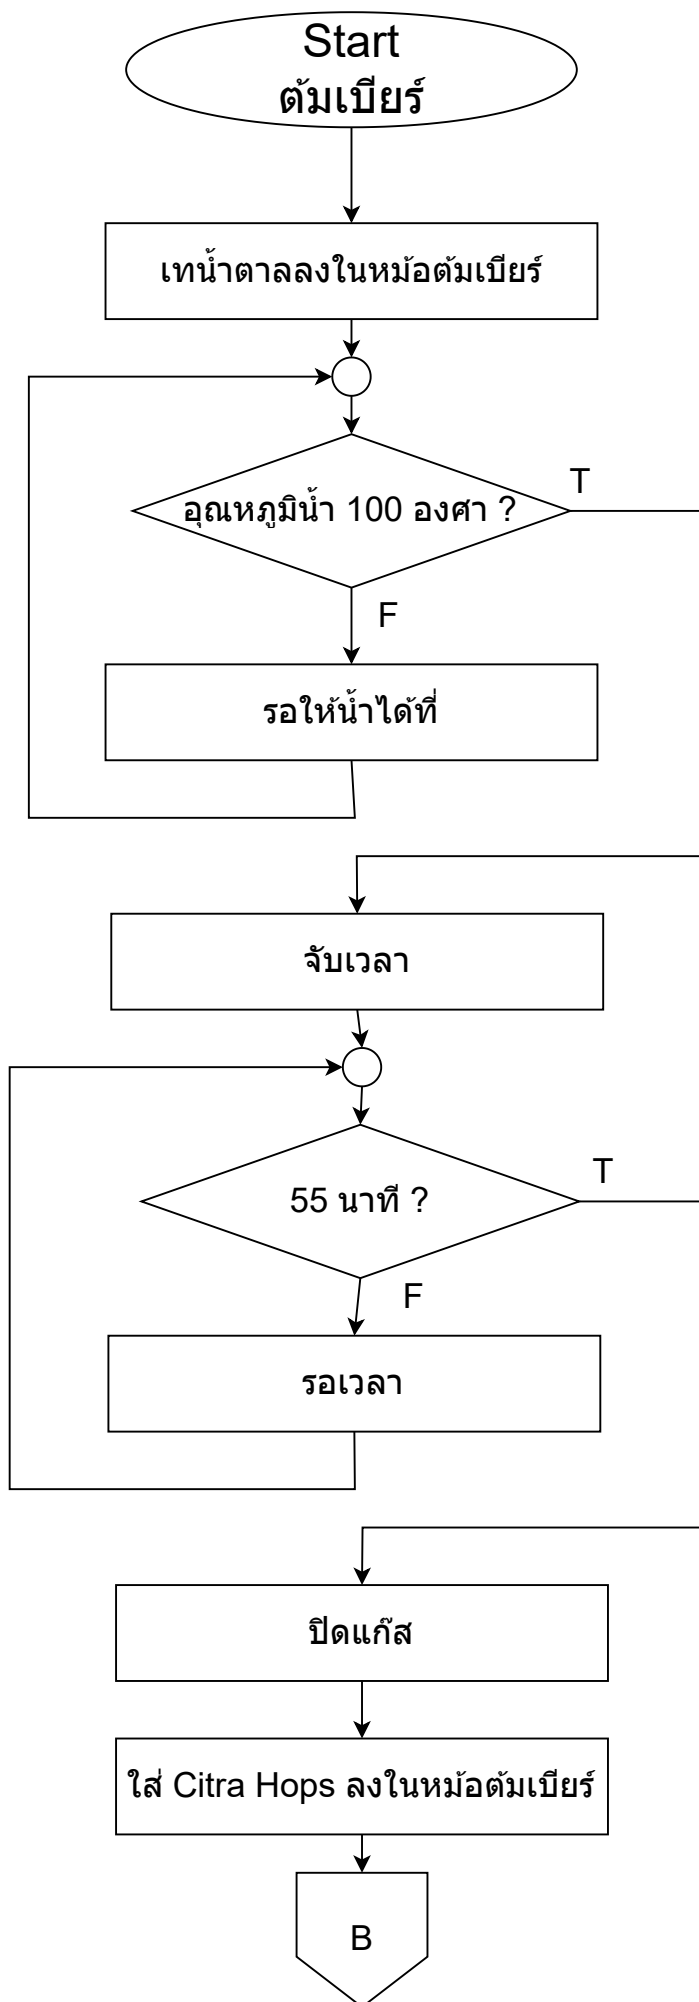 Start
ต้มเบียร์
เทน้ำตาลลงในหม้อต้มเบียร์
อุณหภูมิน้ำ 100 องศา ?
T
F
รอให้น้ำได้ที่
จับเวลา
55 นาที ?
T
F
รอเวลา
ปิดแก๊ส
ใส่ Citra Hops ลงในหม้อต้มเบียร์
B